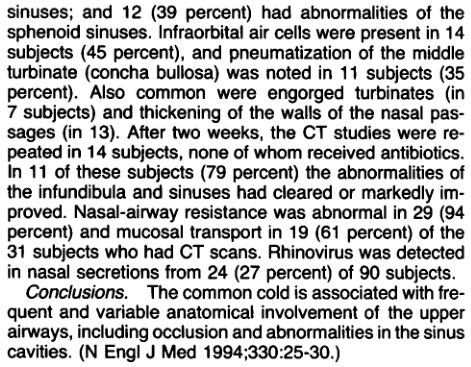 sinuses; and 12 (39 percent) had abnormalities of the
sphenoid sinuses. Infraorbital air cells were present in 14
subjects (45 percent), and pneumatization of the middle
turbinate (concha bullosa) was noted in 11 subjects (35
percent). Also common were engorged turbinates (in
7 subjects) and thickening of the walls of the nasal pas-
sages (in 13). After two weeks, the CT studies were re-
peated in 14 subjects, none of whom received antibiotics.
In 11 of these subjects (79 percent) the abnormalities of
the infundibula and sinuses had cleared or markedly im-
proved. Nasal-airway resistance was abnormal in 29 (94
percent) and mucosal transport in 19 (61 percent) of the
31 subjects who had CT scans. Rhinovirus was detected
in nasal secretions from 24 (27 percent) of 90 subjects.
Conclusions. The common cold is associated with fre-
quent and variable anatomical involvement of the upper
airways, including occlusion and abnormalities in the sinus
cavities. (N Engl J Med 1994;330:25-30.)